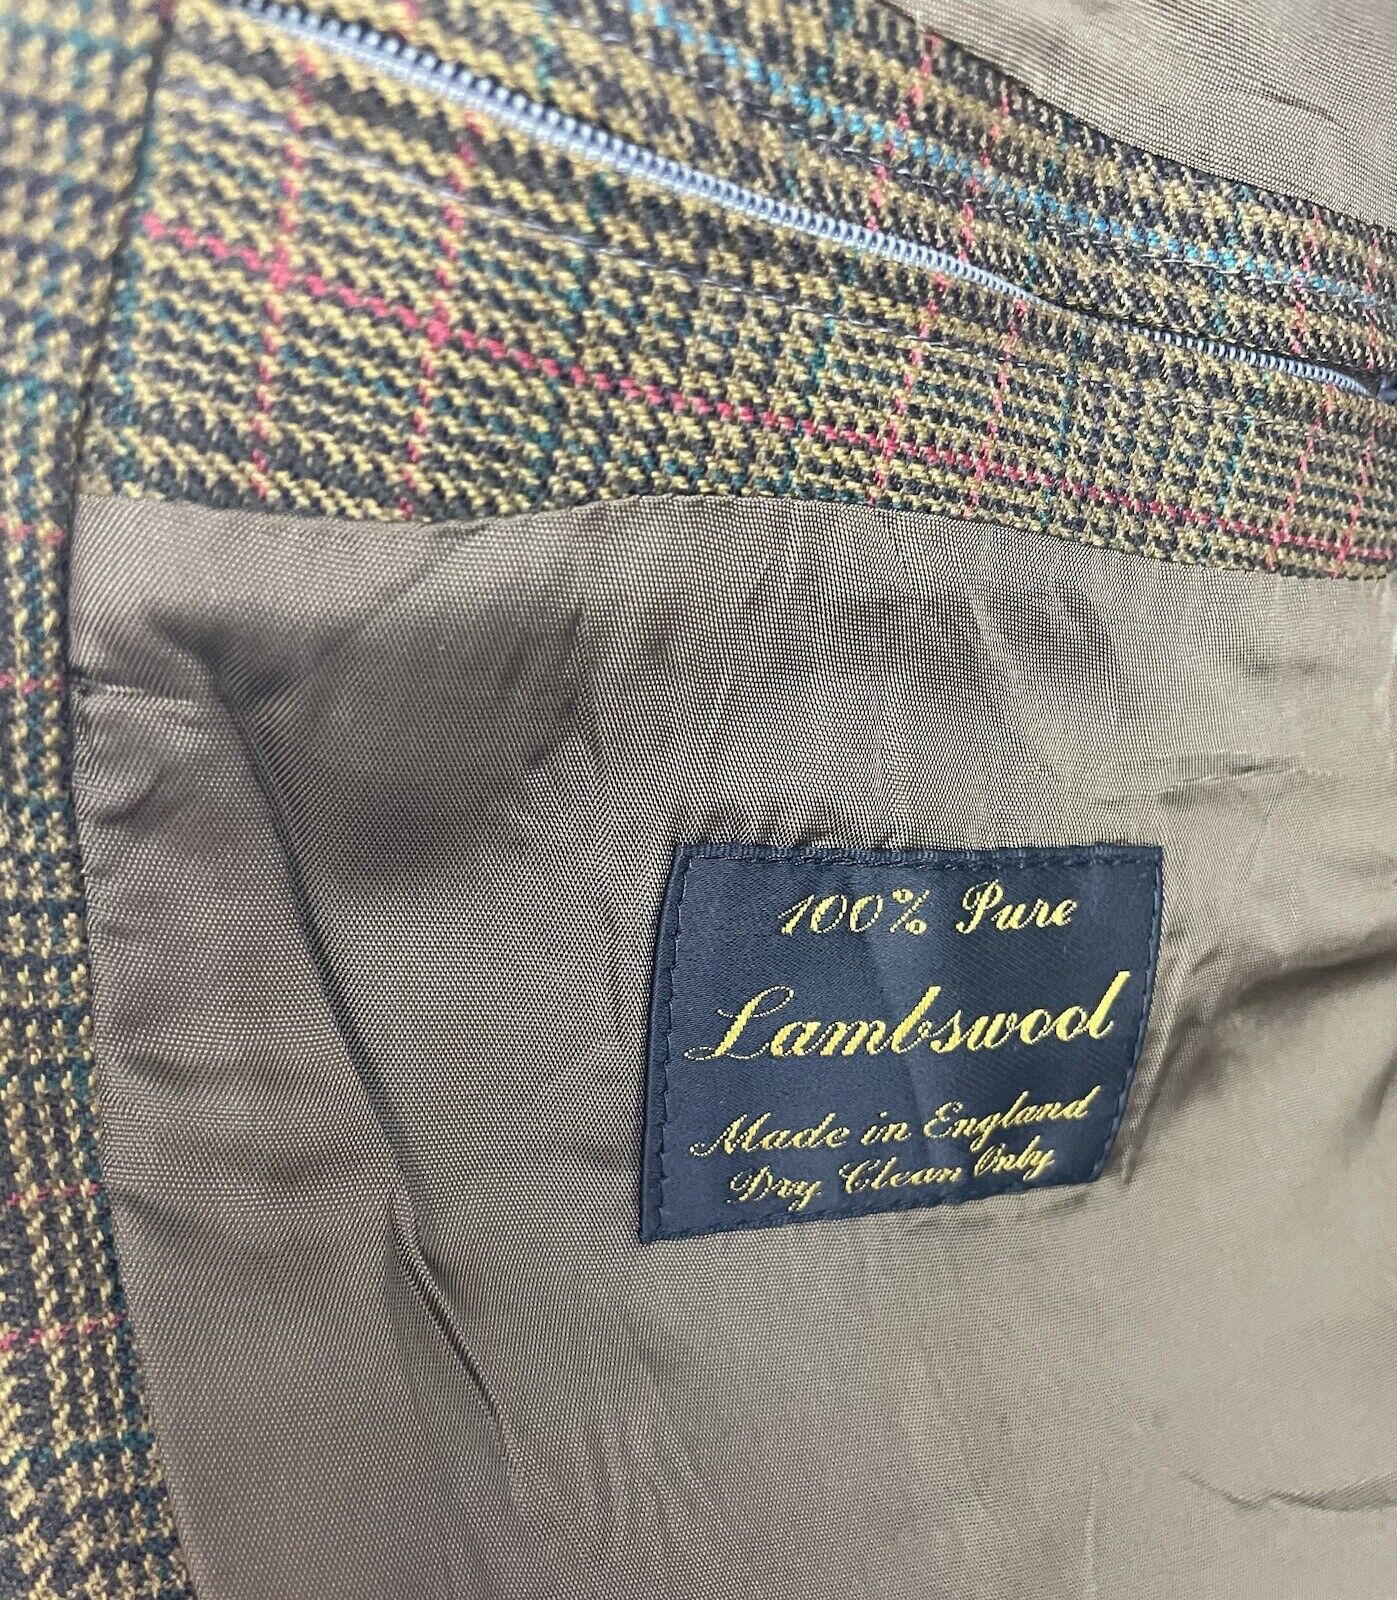 100% Pure
Lambswool
Made in England
Dry Clean Only